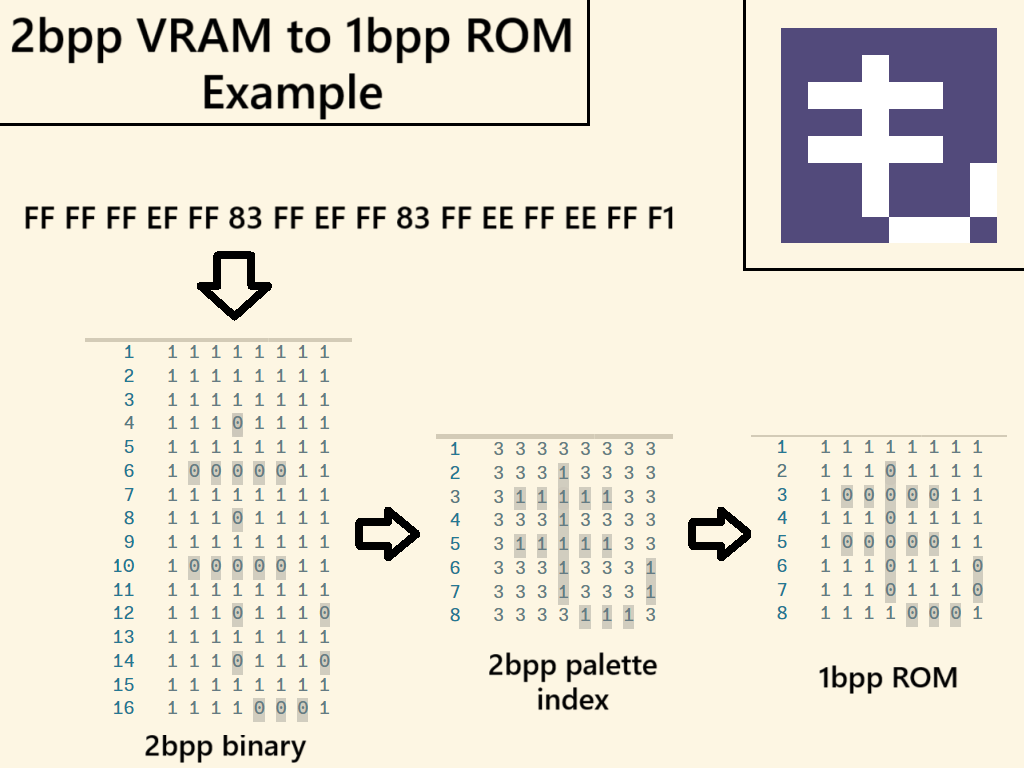 2bpp VRAM to 1bpp ROM
Example
FF FF FF EF FF 83 FF EF FF 83 FF EE FF EE FF F1
1 1 1 1 1 1 1 1 1
2 1 1 1 1 1 1 1 1
3 1 1 1 1 1 1 1 1
4 1 1 1 0 1 1 1 1
5 1 1 1 1 1 1 1 1
6 1 0 0 0 0 0 1 1
7 1 1 1 1 1 1 1 1
8 1 1 1 0 1 1 1 1
9 1 1 1 1 1 1 1 1
10 1 0 0 0 0 0 1 1
11 1 1 1 1 1 1 1 1
12 1 1 1 0 1 1 1 0
13 1 1 1 1 1 1 1 1
14 1 1 1 0 1 1 1 0
15 1 1 1 1 1 1 1 1
16 1 1 1 1 0 0 0 1
2bpp binary
1 3 3 3 3 3 3 3 3
2 3 3 3 1 3 3 3 3
3 3 1 1 1 1 1 3 3
4 3 3 3 1 3 3 3 3
5 3 1 1 1 1 1 3 3
6 3 3 3 1 3 3 3 1
7 3 3 3 1 3 3 3 1
8 3 3 3 3 1 1 1 3
2bpp palette
index
1 1 1 1 1 1 1 1 1
2 1 1 1 0 1 1 1 1
3 1 0 0 0 0 0 1 1
4 1 1 1 0 1 1 1 1
5 1 0 0 0 0 0 1 1
6 1 1 1 0 1 1 1 0
7 1 1 1 0 1 1 1 0
8 1 1 1 1 0 0 0 1
1bpp ROM